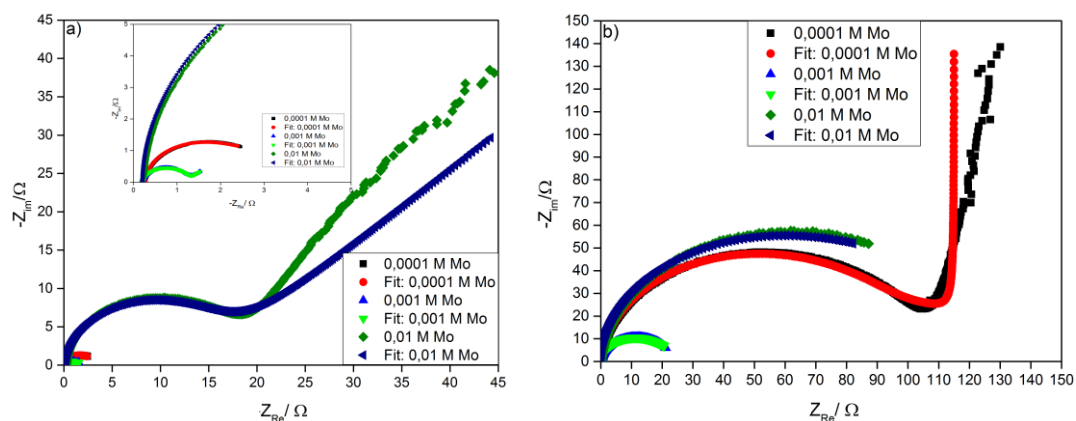 a)
45
40
35
30
25
20
15
10
5
0
-Z_im/Ω
0 5 10 15 20 25 30 35 40 45
Z_Re/ Ω
5
4
3
2
1
0
-Z_im/Ω
0 1 2 3 4 5
-Z_Re/ Ω
0,0001 M Mo
Fit: 0,0001 M Mo
0,001 M Mo
Fit: 0,001 M Mo
0,01 M Mo
Fit: 0,01 M Mo
0,0001 M Mo
Fit: 0,0001 M Mo
0,001 M Mo
Fit: 0,001 M Mo
0,01 M Mo
Fit: 0,01 M Mo
b)
150
140
130
120
110
100
90
80
70
60
50
40
30
20
10
0
-Z_im/Ω
0 10 20 30 40 50 60 70 80 90 100 110 120 130 140 150
Z_Re/ Ω
0,0001 M Mo
Fit: 0,0001 M Mo
0,001 M Mo
Fit: 0,001 M Mo
0,01 M Mo
Fit: 0,01 M Mo